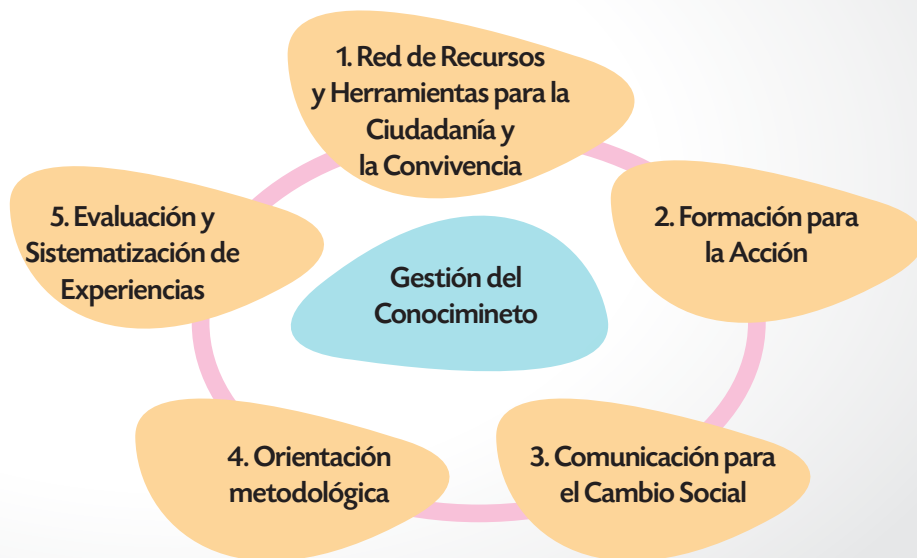 1. Red de Recursos
y Herramientas para la
Ciudadanía y
la Convivencia
2. Formación para
la Acción
3. Comunicación para
el Cambio Social
4. Orientación
metodológica
5. Evaluación y
Sistematización de
Experiencias
Gestión del
Conocimineto